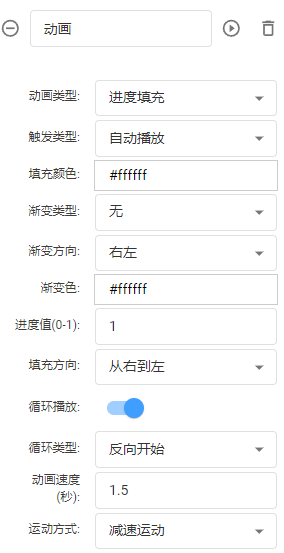 动画
动画类型: 进度填充
触发类型: 自动播放
填充颜色: #ffffff
渐变类型: 无
渐变方向: 右左
渐变色: #ffffff
进度值(0-1): 1
填充方向: 从右到左
循环播放:
循环类型: 反向开始
动画速度
(秒): 1.5
运动方式: 减速运动